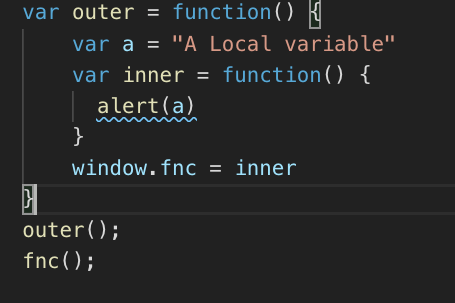 var outer = function() {
    var a = "A Local variable"
    var inner = function() {
      alert(a)
    }
    window.fnc = inner
}
outer();
fnc();